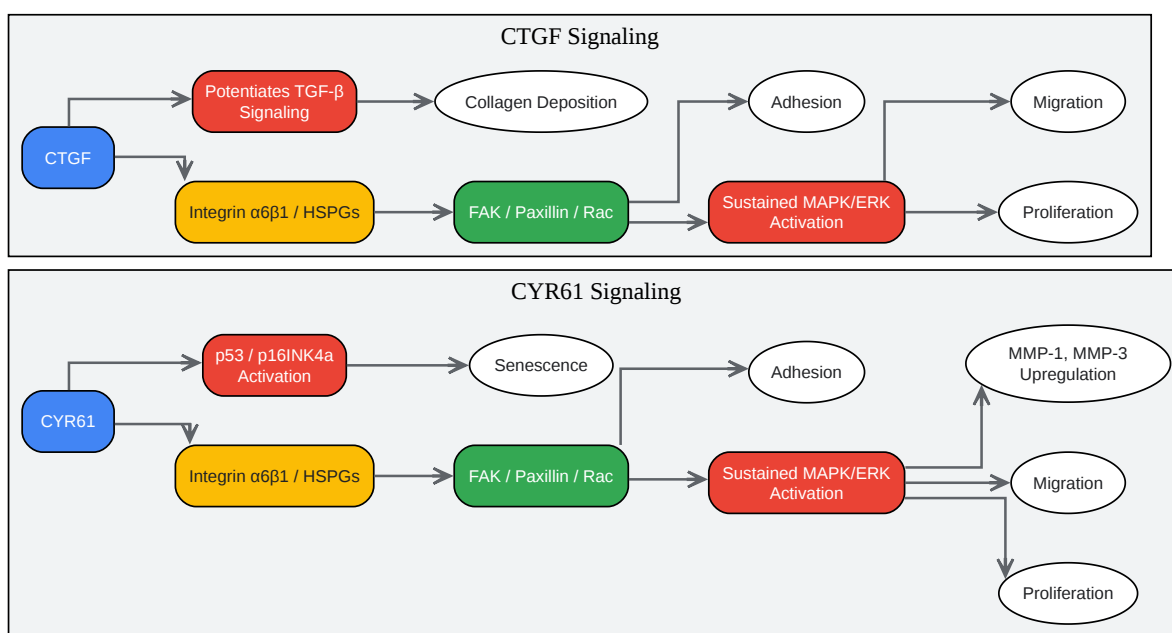 CTGF Signaling
Potentiates TGF-β
Signaling
Collagen Deposition
Adhesion
Migration
CTGF
Integrin α6β1 / HSPGs
FAK / Paxillin / Rac
Sustained MAPK/ERK
Activation
Proliferation
CYR61 Signaling
p53 / p16INK4a
Activation
Senescence
Adhesion
MMP-1, MMP-3
Upregulation
CYR61
Integrin α6β1 / HSPGs
FAK / Paxillin / Rac
Sustained MAPK/ERK
Activation
Migration
Proliferation